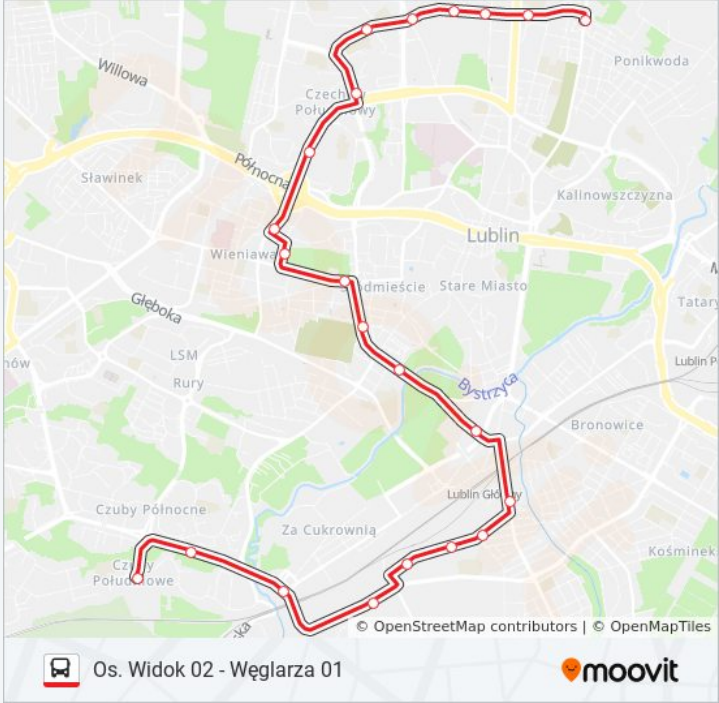 Willowa
Ponikwoda
Czechów
Południowy
Północna
Sławinek
Kalinowszczyzna
Lublin
Wieniawa
Śródmieście
Stare Miasto
Głęboka
Tatary
LSM
Rury
Lublin P
Bystrzyca
Bronowice
Lublin Główny
Czuby Północne
Za Cukrownią
Kośminek
Czuby
Południowe
© OpenStreetMap contributors | © OpenMapTiles
Os. Widok 02 - Węglarza 01
moovit